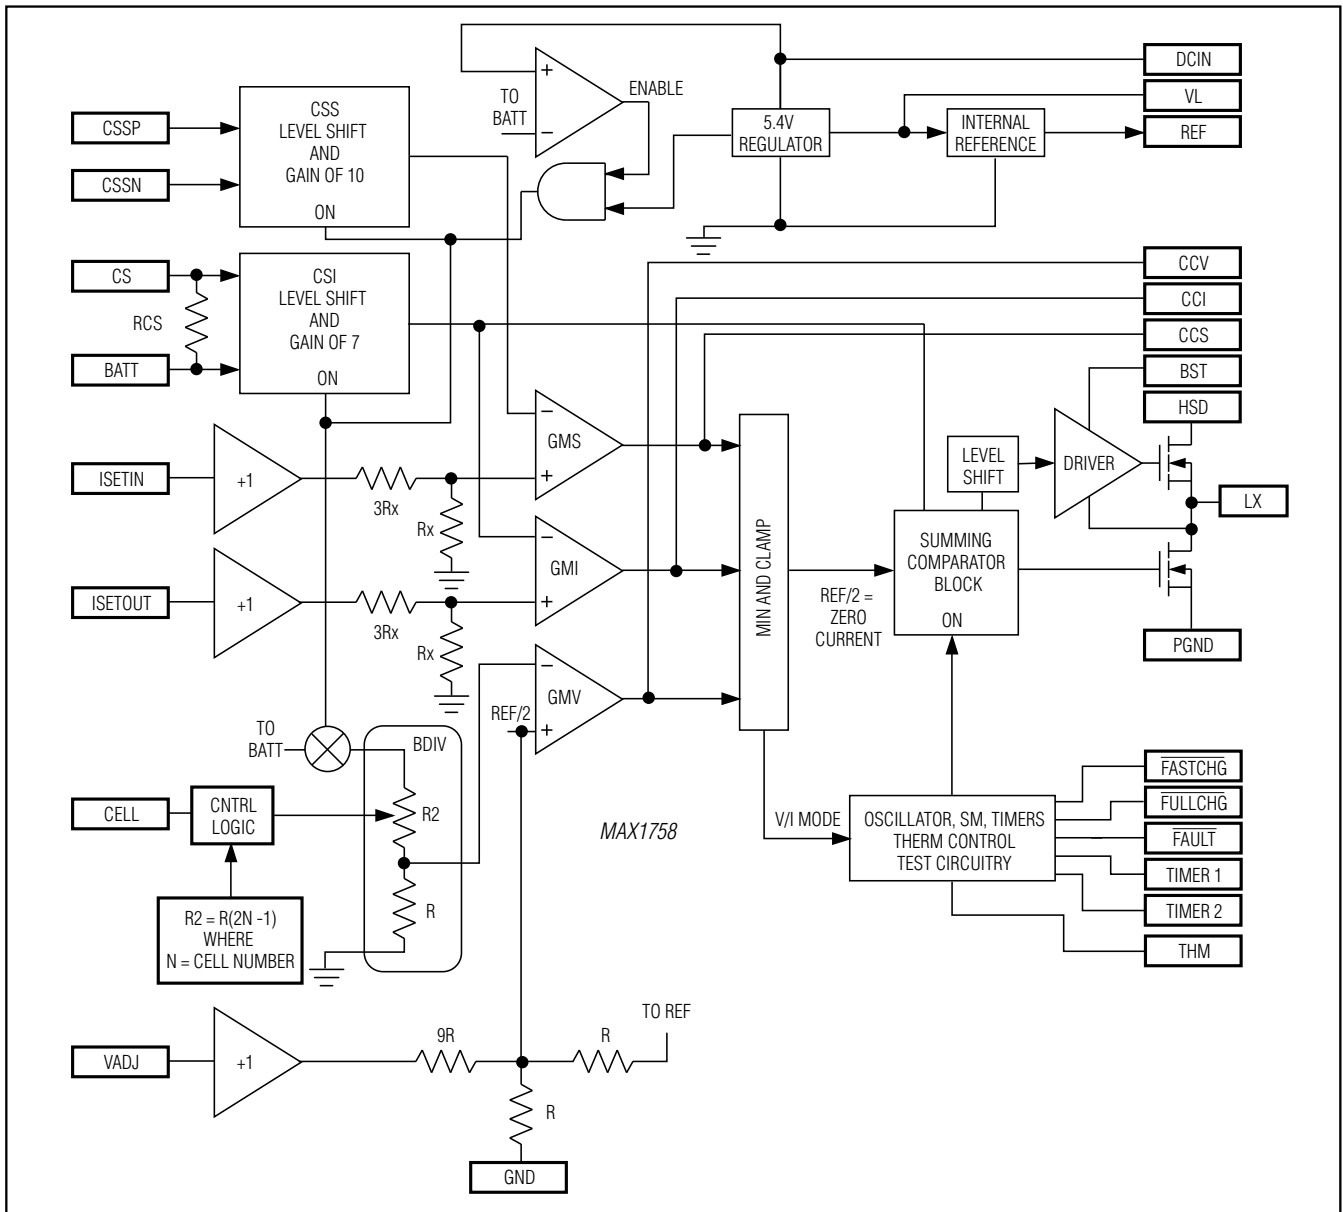 DCIN
VL
REF
5.4V
REGULATOR
INTERNAL
REFERENCE
ENABLE
+
TO
BATT
−
CSSP
CSSN
CSS
LEVEL SHIFT
AND
GAIN OF 10
ON
CS
RCS
BATT
CSI
LEVEL SHIFT
AND
GAIN OF 7
ON
CCV
CCI
CCS
BST
HSD
LX
PGND
ISETIN
+1
3Rx
Rx
−
GMS
+
ISETOUT
+1
3Rx
Rx
−
GMI
+
−
GMV
+
REF/2
MIN AND CLAMP
REF/2 =
ZERO
CURRENT
SUMMING
COMPARATOR
BLOCK
ON
LEVEL
SHIFT
DRIVER
TO
BATT
BDIV
R2
R
CELL
CNTRL
LOGIC
R2 = R(2N -1)
WHERE
N = CELL NUMBER
MAX1758
V/I MODE
OSCILLATOR, SM, TIMERS
THERM CONTROL
TEST CIRCUITRY
FASTCHG
FULLCHG
FAULT
TIMER 1
TIMER 2
THM
VADJ
+1
9R
R
TO REF
R
GND